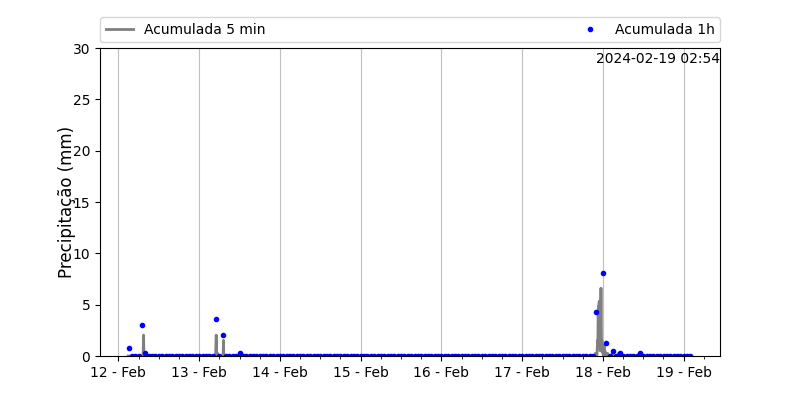 Acumulada 5 min
Acumulada 1h
2024-02-19 02:54
Precipitação (mm)
30
25
20
15
10
5
0
12 - Feb
13 - Feb
14 - Feb
15 - Feb
16 - Feb
17 - Feb
18 - Feb
19 - Feb